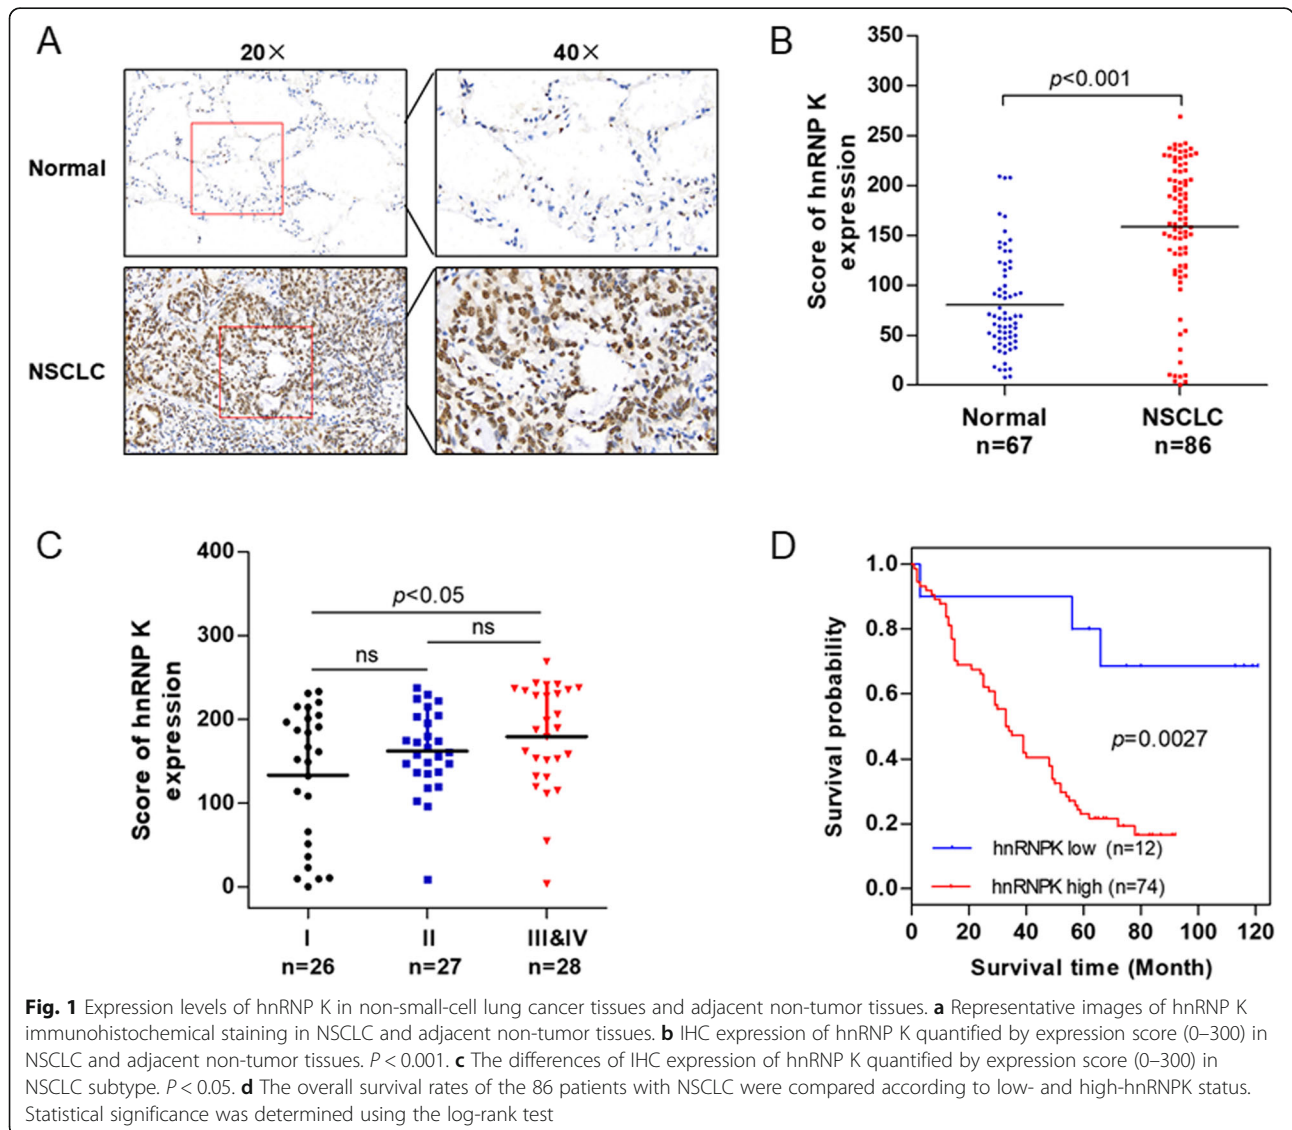 A
20×
40×
Normal
NSCLC
B
Score of hnRNP K
expression
350
300
250
200
150
100
50
0
p<0.001
Normal
n=67
NSCLC
n=86
C
Score of hnRNP K
expression
400
300
200
100
0
p<0.05
ns
ns
I
n=26
II
n=27
III&IV
n=28
D
Survival probability
1.0
0.8
0.6
0.4
0.2
0.0
p=0.0027
hnRNPK low (n=12)
hnRNPK high (n=74)
0 20 40 60 80 100 120
Survival time (Month)
Fig. 1 Expression levels of hnRNP K in non-small-cell lung cancer tissues and adjacent non-tumor tissues. a Representative images of hnRNP K
immunohistochemical staining in NSCLC and adjacent non-tumor tissues. b IHC expression of hnRNP K quantified by expression score (0–300) in
NSCLC and adjacent non-tumor tissues. P < 0.001. c The differences of IHC expression of hnRNP K quantified by expression score (0–300) in
NSCLC subtype. P < 0.05. d The overall survival rates of the 86 patients with NSCLC were compared according to low- and high-hnRNPK status.
Statistical significance was determined using the log-rank test